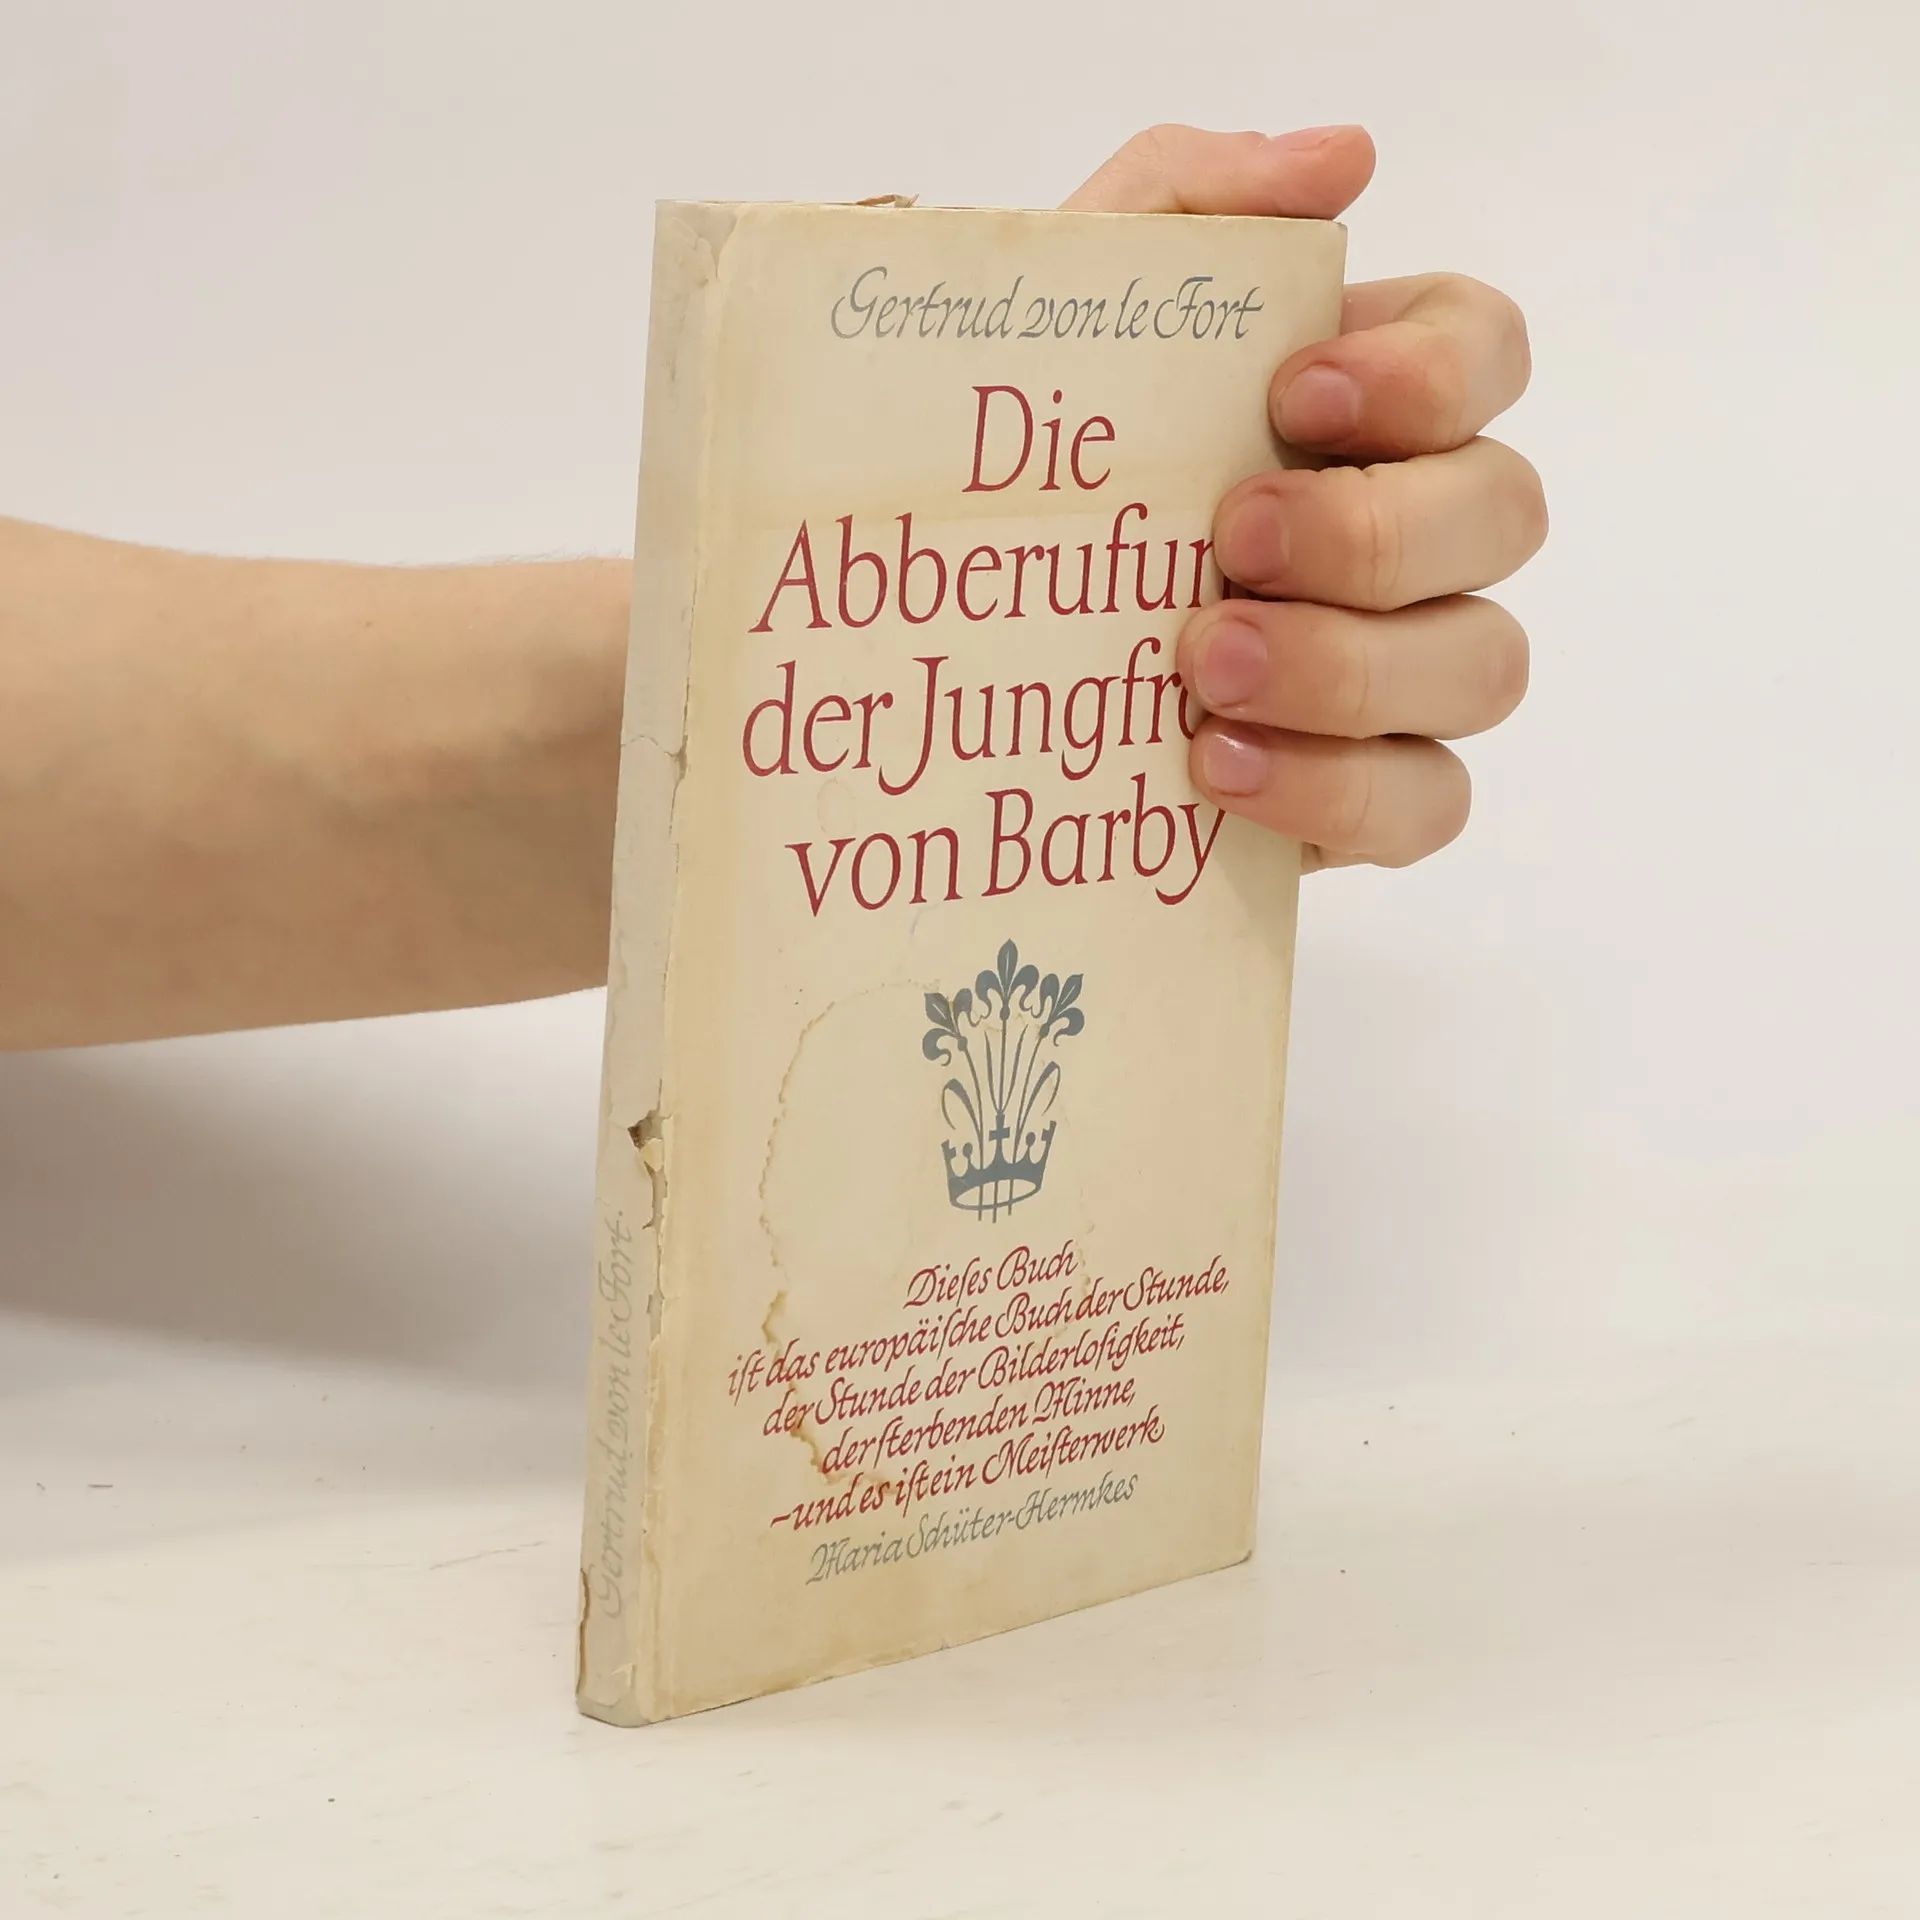 Gertrud von le Fort
Die
Abberufun
der Jungfra
von Barby
Dieſes Buch
iſt das europäiſche Buch der Stunde,
der Stunde der Bilderloſigkeit,
der ſterbenden Minne,
– und es iſt ein Meiſterwerk.
Maria Schlüter-Hermkes
Gertrud von le Fort: